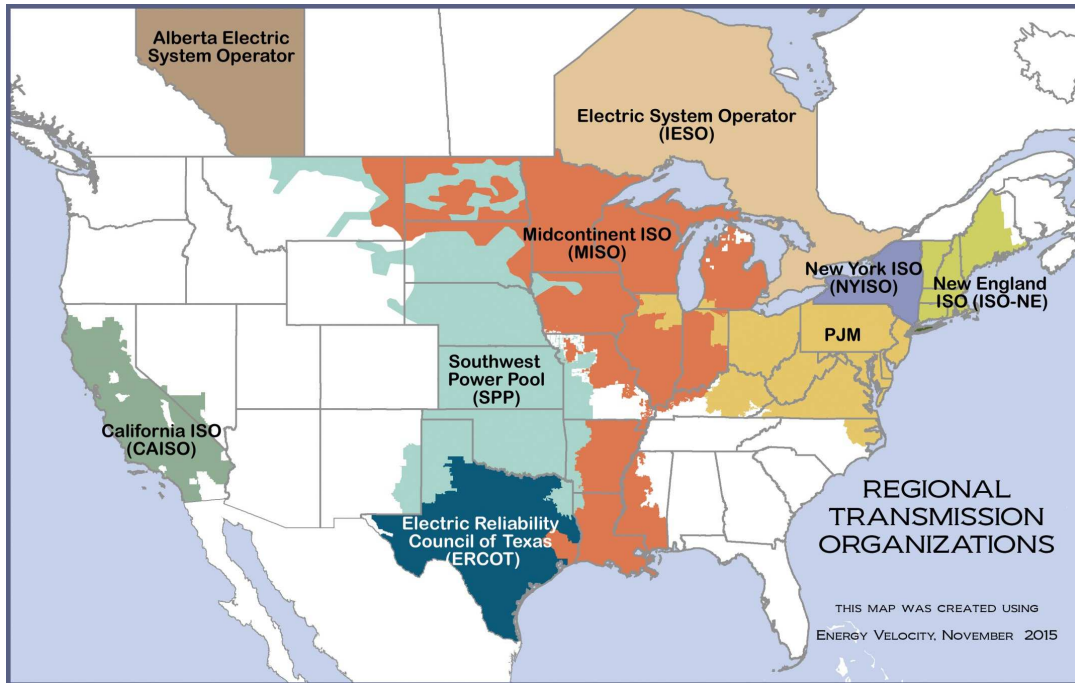 Alberta Electric
System Operator
Electric System Operator
(IESO)
Midcontinent ISO
(MISO)
New York ISO
(NYISO)
New England
ISO (ISO-NE)
PJM
Southwest
Power Pool
(SPP)
California ISO
(CAISO)
Electric Reliability
Council of Texas
(ERCOT)
REGIONAL
TRANSMISSION
ORGANIZATIONS
THIS MAP WAS CREATED USING
ENERGY VELOCITY, NOVEMBER 2015